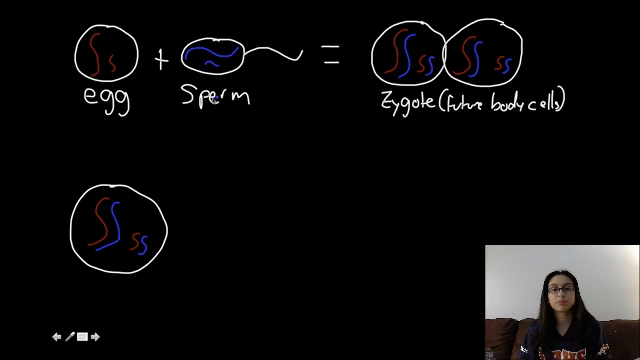 egg + Sperm = Zygote (future body cells)